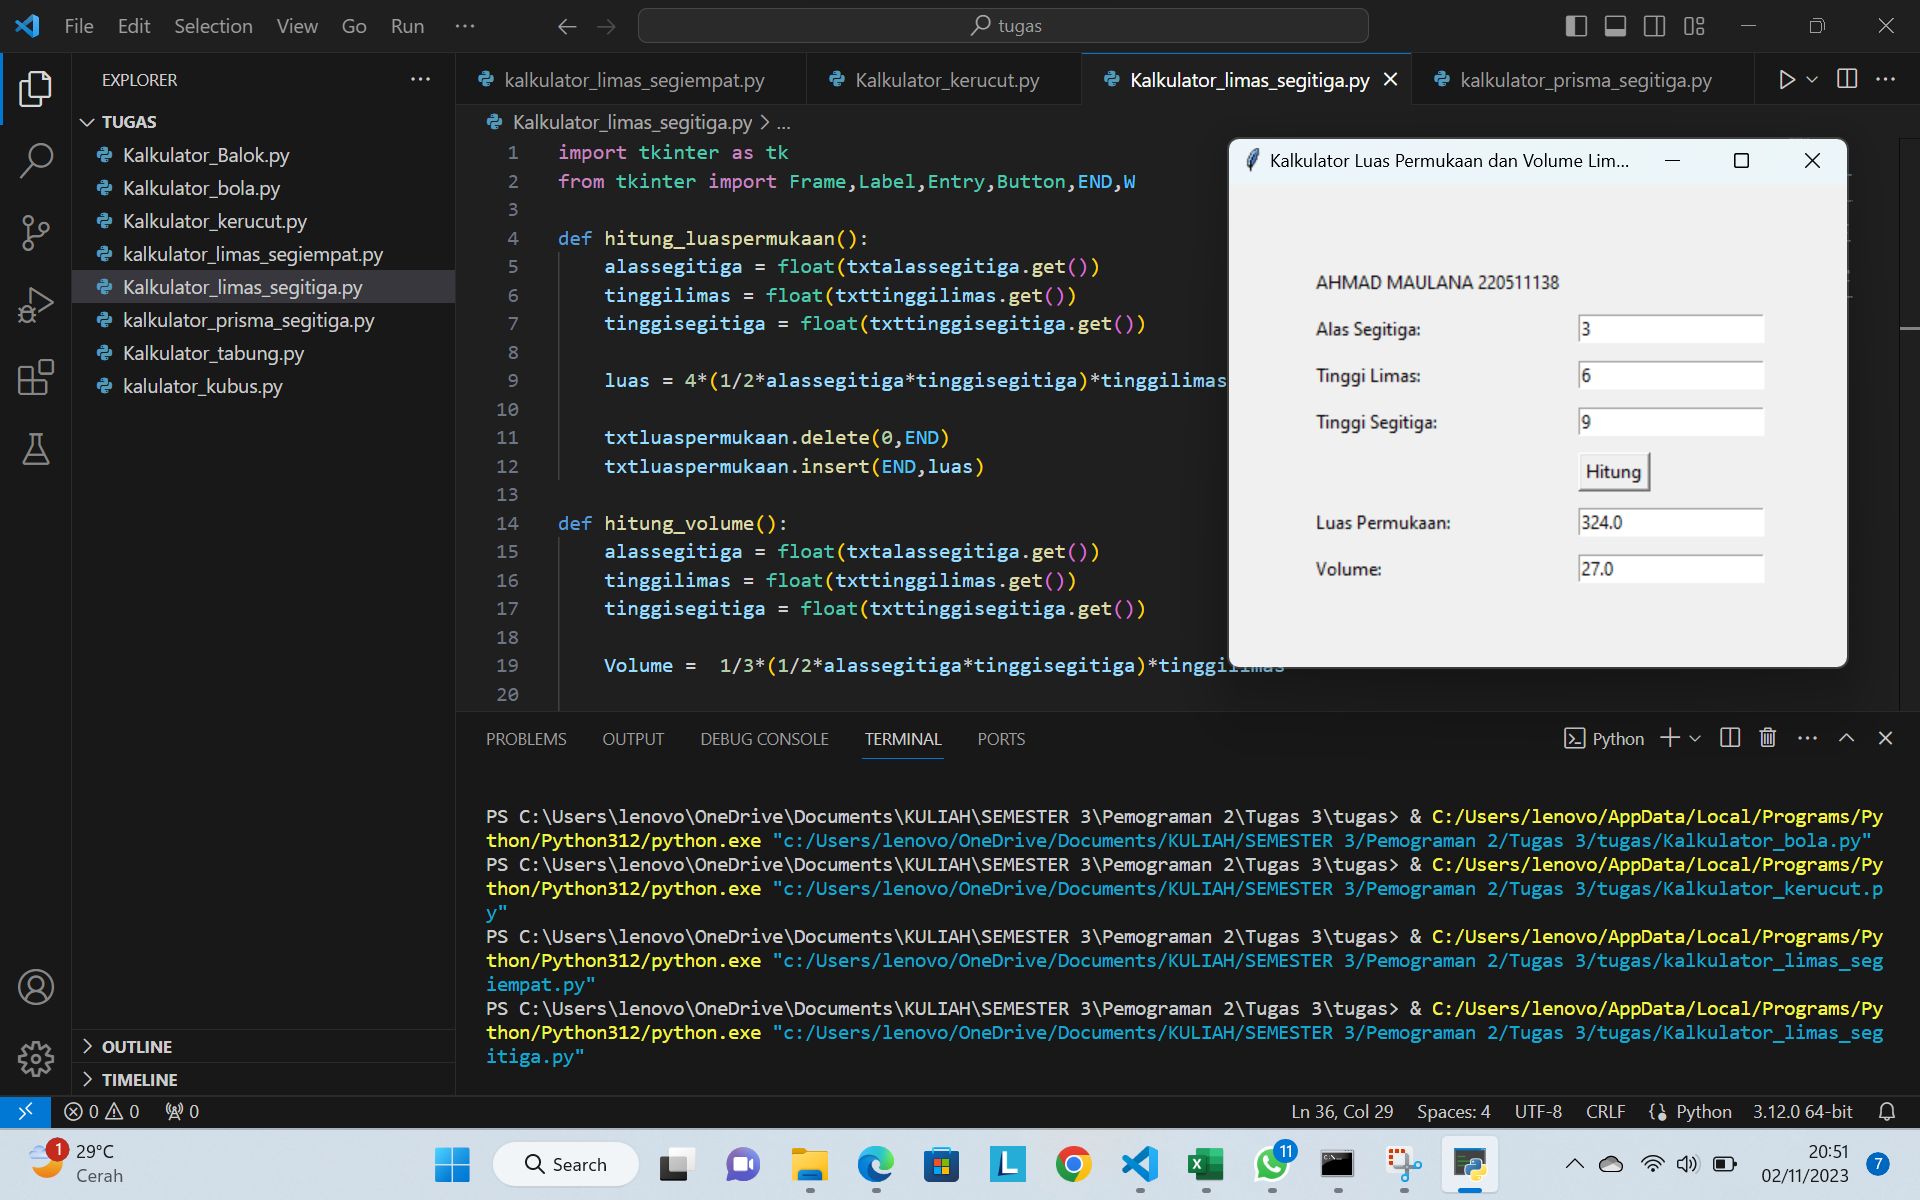 File Edit Selection View Go Run ...
tugas
EXPLORER
TUGAS
Kalkulator_Balok.py
Kalkulator_bola.py
Kalkulator_kerucut.py
kalkulator_limas_segiempat.py
Kalkulator_limas_segitiga.py
kalkulator_prisma_segitiga.py
Kalkulator_tabung.py
kalulator_kubus.py
OUTLINE
TIMELINE
kalkulator_limas_segiempat.py Kalkulator_kerucut.py Kalkulator_limas_segitiga.py kalkulator_prisma_segitiga.py
Kalkulator_limas_segitiga.py > ...
1 import tkinter as tk
2 from tkinter import Frame,Label,Entry,Button,END,W
3
4 def hitung_luaspermukaan():
5 alassegitiga = float(txtalassegitiga.get())
6 tinggilimas = float(txttinggilimas.get())
7 tinggisegitiga = float(txttinggisegitiga.get())
8
9 luas = 4*(1/2*alassegitiga*tinggisegitiga)*tinggilimas
10
11 txtluaspermukaan.delete(0,END)
12 txtluaspermukaan.insert(END,luas)
13
14 def hitung_volume():
15 alassegitiga = float(txtalassegitiga.get())
16 tinggilimas = float(txttinggilimas.get())
17 tinggisegitiga = float(txttinggisegitiga.get())
18
19 Volume = 1/3*(1/2*alassegitiga*tinggisegitiga)*tinggilimas
20
Kalkulator Luas Permukaan dan Volume Lim...
AHMAD MAULANA 220511138
Alas Segitiga: 3
Tinggi Limas: 6
Tinggi Segitiga: 9
Hitung
Luas Permukaan: 324.0
Volume: 27.0
PROBLEMS OUTPUT DEBUG CONSOLE TERMINAL PORTS
Python
PS C:\Users\lenovo\OneDrive\Documents\KULIAH\SEMESTER 3\Pemograman 2\Tugas 3\tugas> & C:/Users/lenovo/AppData/Local/Programs/Py
thon/Python312/python.exe "c:/Users/lenovo/OneDrive/Documents/KULIAH/SEMESTER 3/Pemograman 2/Tugas 3/tugas/Kalkulator_bola.py"
PS C:\Users\lenovo\OneDrive\Documents\KULIAH\SEMESTER 3\Pemograman 2\Tugas 3\tugas> & C:/Users/lenovo/AppData/Local/Programs/Py
thon/Python312/python.exe "c:/Users/lenovo/OneDrive/Documents/KULIAH/SEMESTER 3/Pemograman 2/Tugas 3/tugas/Kalkulator_kerucut.p
y"
PS C:\Users\lenovo\OneDrive\Documents\KULIAH\SEMESTER 3\Pemograman 2\Tugas 3\tugas> & C:/Users/lenovo/AppData/Local/Programs/Py
thon/Python312/python.exe "c:/Users/lenovo/OneDrive/Documents/KULIAH/SEMESTER 3/Pemograman 2/Tugas 3/tugas/kalkulator_limas_seg
iempat.py"
PS C:\Users\lenovo\OneDrive\Documents\KULIAH\SEMESTER 3\Pemograman 2\Tugas 3\tugas> & C:/Users/lenovo/AppData/Local/Programs/Py
thon/Python312/python.exe "c:/Users/lenovo/OneDrive/Documents/KULIAH/SEMESTER 3/Pemograman 2/Tugas 3/tugas/Kalkulator_limas_seg
itiga.py"
0 0 0 Ln 36, Col 29 Spaces: 4 UTF-8 CRLF Python 3.12.0 64-bit
1 29°C
Cerah
Search
L
11
20:51
02/11/2023
7